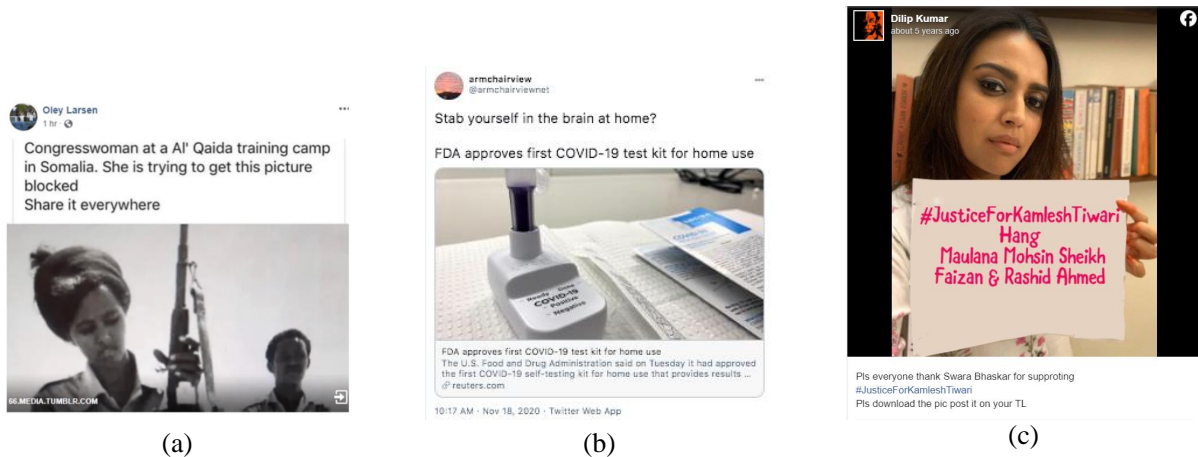 Oley Larsen
1 hr
Congresswoman at a Al' Qaida training camp
in Somalia. She is trying to get this picture
blocked
Share it everywhere
66.MEDIA.TUMBLR.COM
(a)
armchairview
@armchairviewnet
Stab yourself in the brain at home?
FDA approves first COVID-19 test kit for home use
Ready Done
COVID-19
Positive
Negative
COVID-19
FDA approves first COVID-19 test kit for home use
The U.S. Food and Drug Administration said on Tuesday it had approved
the first COVID-19 self-testing kit for home use that provides results ...
reuters.com
10:17 AM · Nov 18, 2020 · Twitter Web App
(b)
Dilip Kumar
about 5 years ago
#JusticeForKamleshTiwari
Hang
Maulana Mohsin Sheikh
Faizan & Rashid Ahmed
Pls everyone thank Swara Bhaskar for supproting
#JusticeForKamleshTiwari
Pls download the pic post it on your TL
(c)